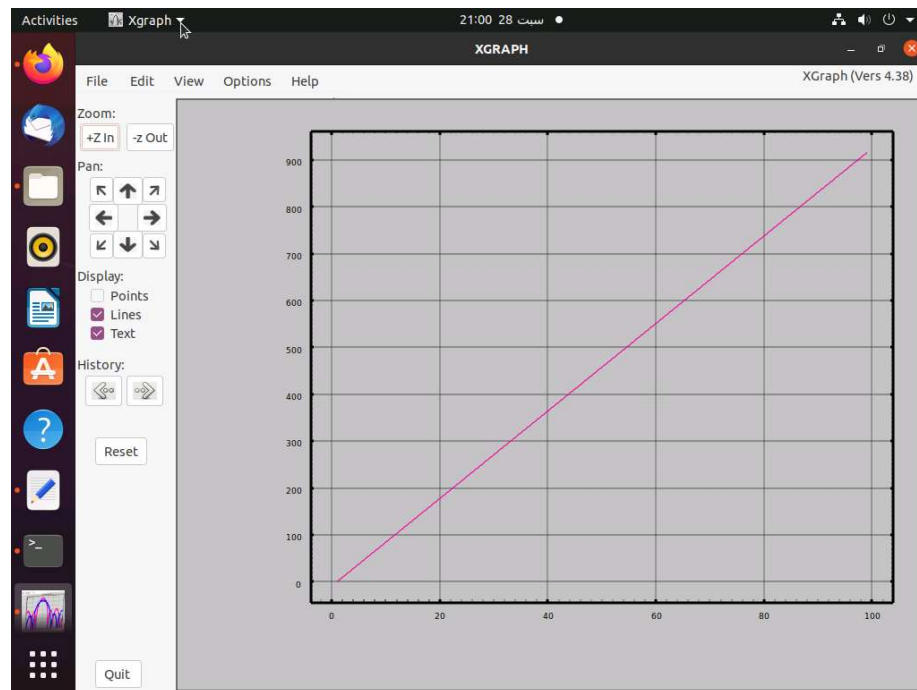 Activities Xgraph 21:00 28 سبت
XGRAPH
XGraph (Vers 4.38)
File Edit View Options Help
Zoom:
+Z In -z Out
Pan:
Display:
Points
Lines
Text
History:
Reset
Quit
900
800
700
600
500
400
300
200
100
0
0 20 40 60 80 100